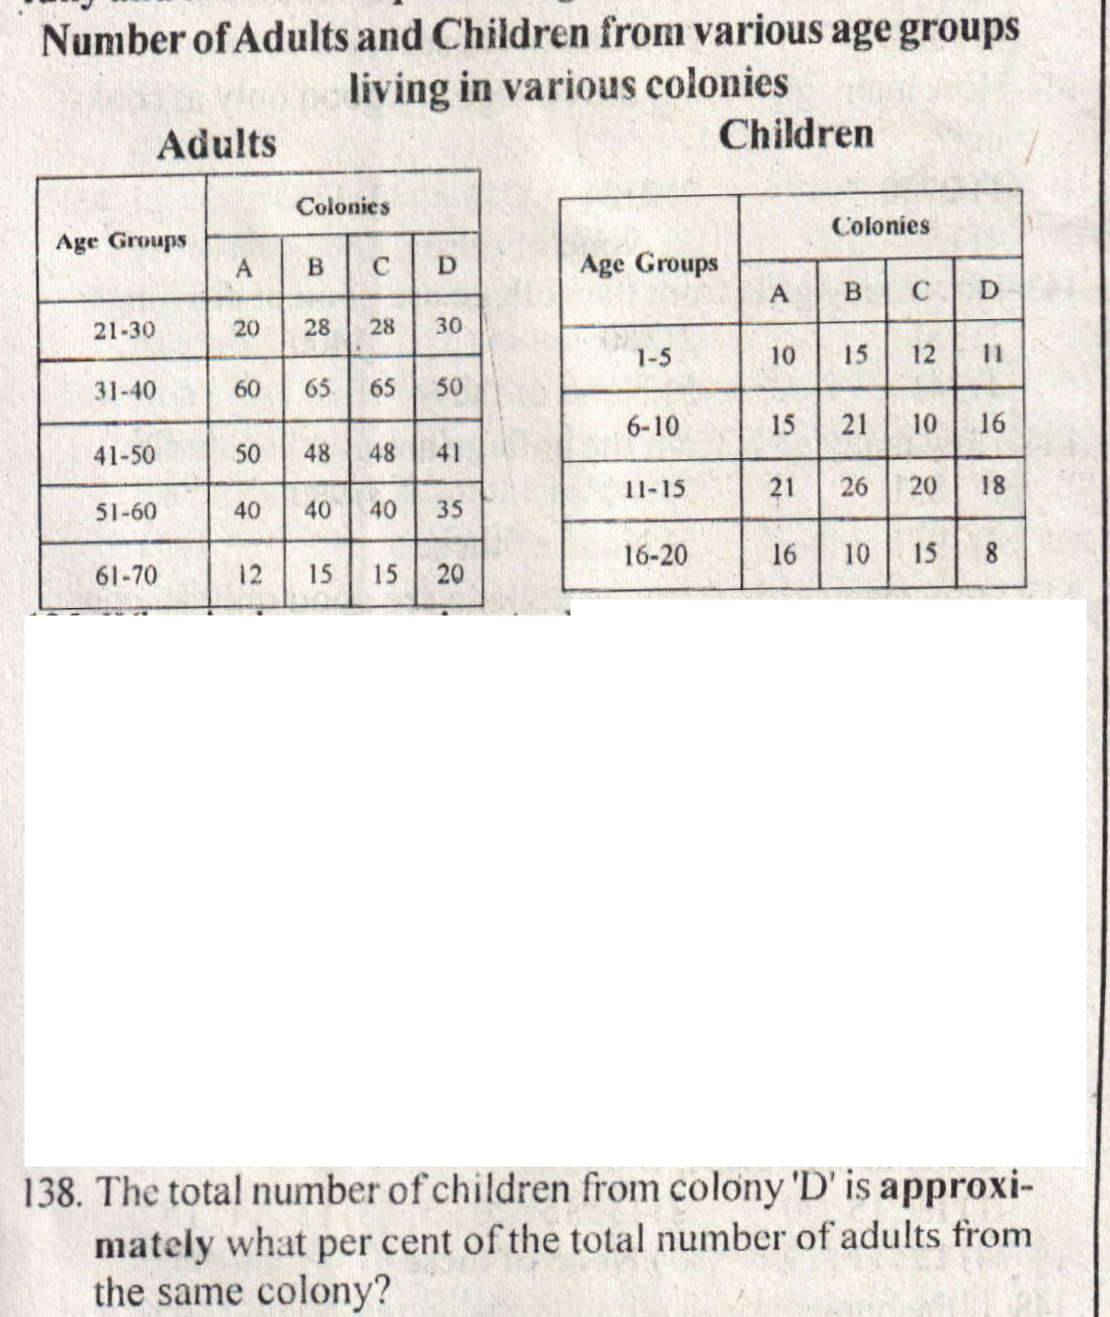 Number of Adults and Children from various age groups
living in various colonies
Adults
Children
Age Groups Colonies
A B C D
21-30 20 28 28 30
31-40 60 65 65 50
41-50 50 48 48 41
51-60 40 40 40 35
61-70 12 15 15 20
Age Groups Colonies
A B C D
1-5 10 15 12 11
6-10 15 21 10 16
11-15 21 26 20 18
16-20 16 10 15 8
138. The total number of children from colony 'D' is approxi-
mately what per cent of the total number of adults from
the same colony?